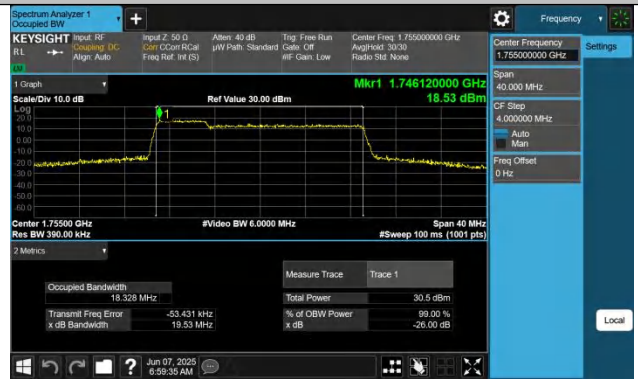 Spectrum Analyzer 1
Occupied BW
+
Frequency
KEYSIGHT Input: RF Input Z: 50 Ω Atten: 40 dB Trig: Free Run Center Freq: 1.755000000 GHz
RL Coupling: DC Corr CCorr RCal µW Path: Standard Gate: Off Avg|Hold: 30/30
Align: Auto Freq Ref: Int (S) #IF Gain: Low Radio Std: None
LM
Center Frequency
1.755000000 GHz
Settings
Span
40.000 MHz
CF Step
4.000000 MHz
Auto
Man
Freq Offset
0 Hz
Local
1 Graph
Mkr1 1.746120000 GHz
Scale/Div 10.0 dB Ref Value 30.00 dBm 18.53 dBm
Log
20.0
10.0
0.00
-10.0
-20.0
-30.0
-40.0
-50.0
-60.0
1
Center 1.75500 GHz #Video BW 6.0000 MHz Span 40 MHz
Res BW 390.00 kHz #Sweep 100 ms (1001 pts)
2 Metrics
Measure Trace Trace 1
Occupied Bandwidth
18.328 MHz Total Power 30.5 dBm
Transmit Freq Error -53.431 kHz % of OBW Power 99.00 %
x dB Bandwidth 19.53 MHz x dB -26.00 dB
? Jun 07, 2025
6:59:35 AM